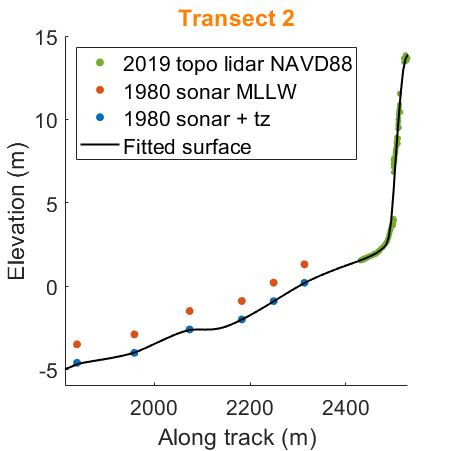 Transect 2
15
2019 topo lidar NAVD88
1980 sonar MLLW
1980 sonar + tz
Fitted surface
10
5
0
-5
Elevation (m)
2000 2200 2400
Along track (m)